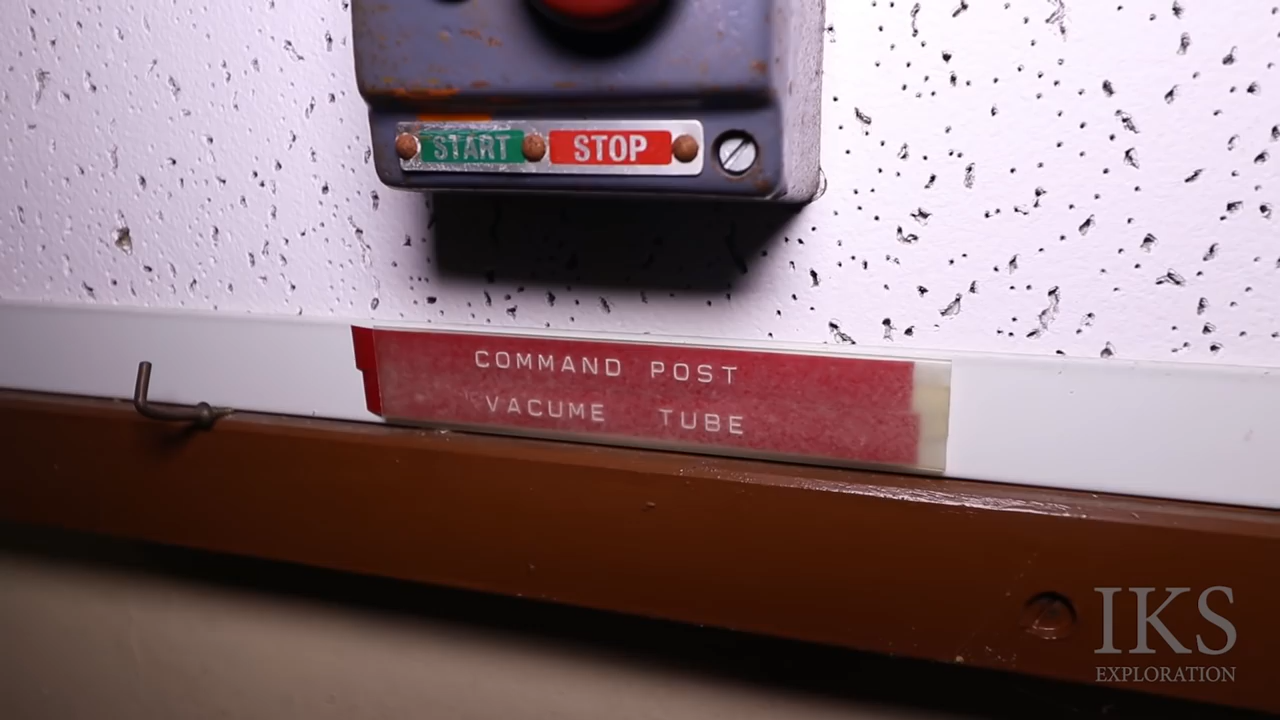 START STOP
COMMAND POST
VACUME TUBE
IKS
EXPLORATION